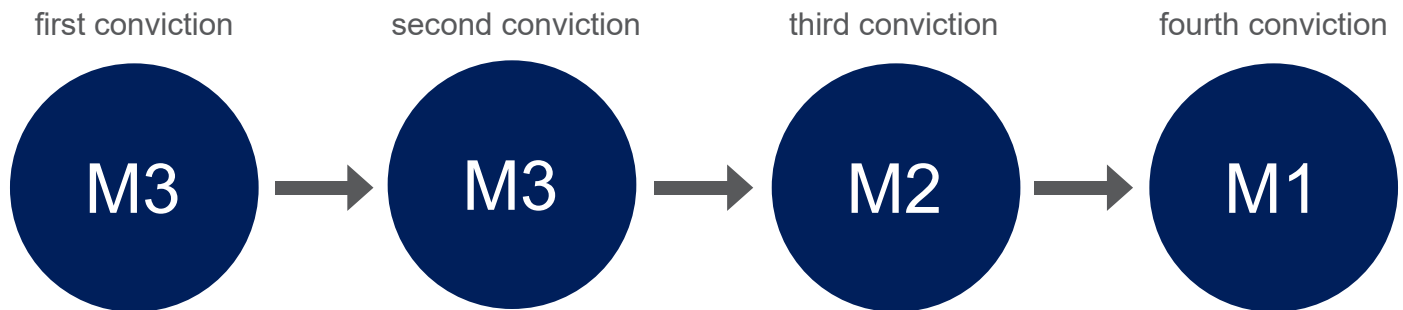 first conviction
second conviction
third conviction
fourth conviction
M3
M3
M2
M1